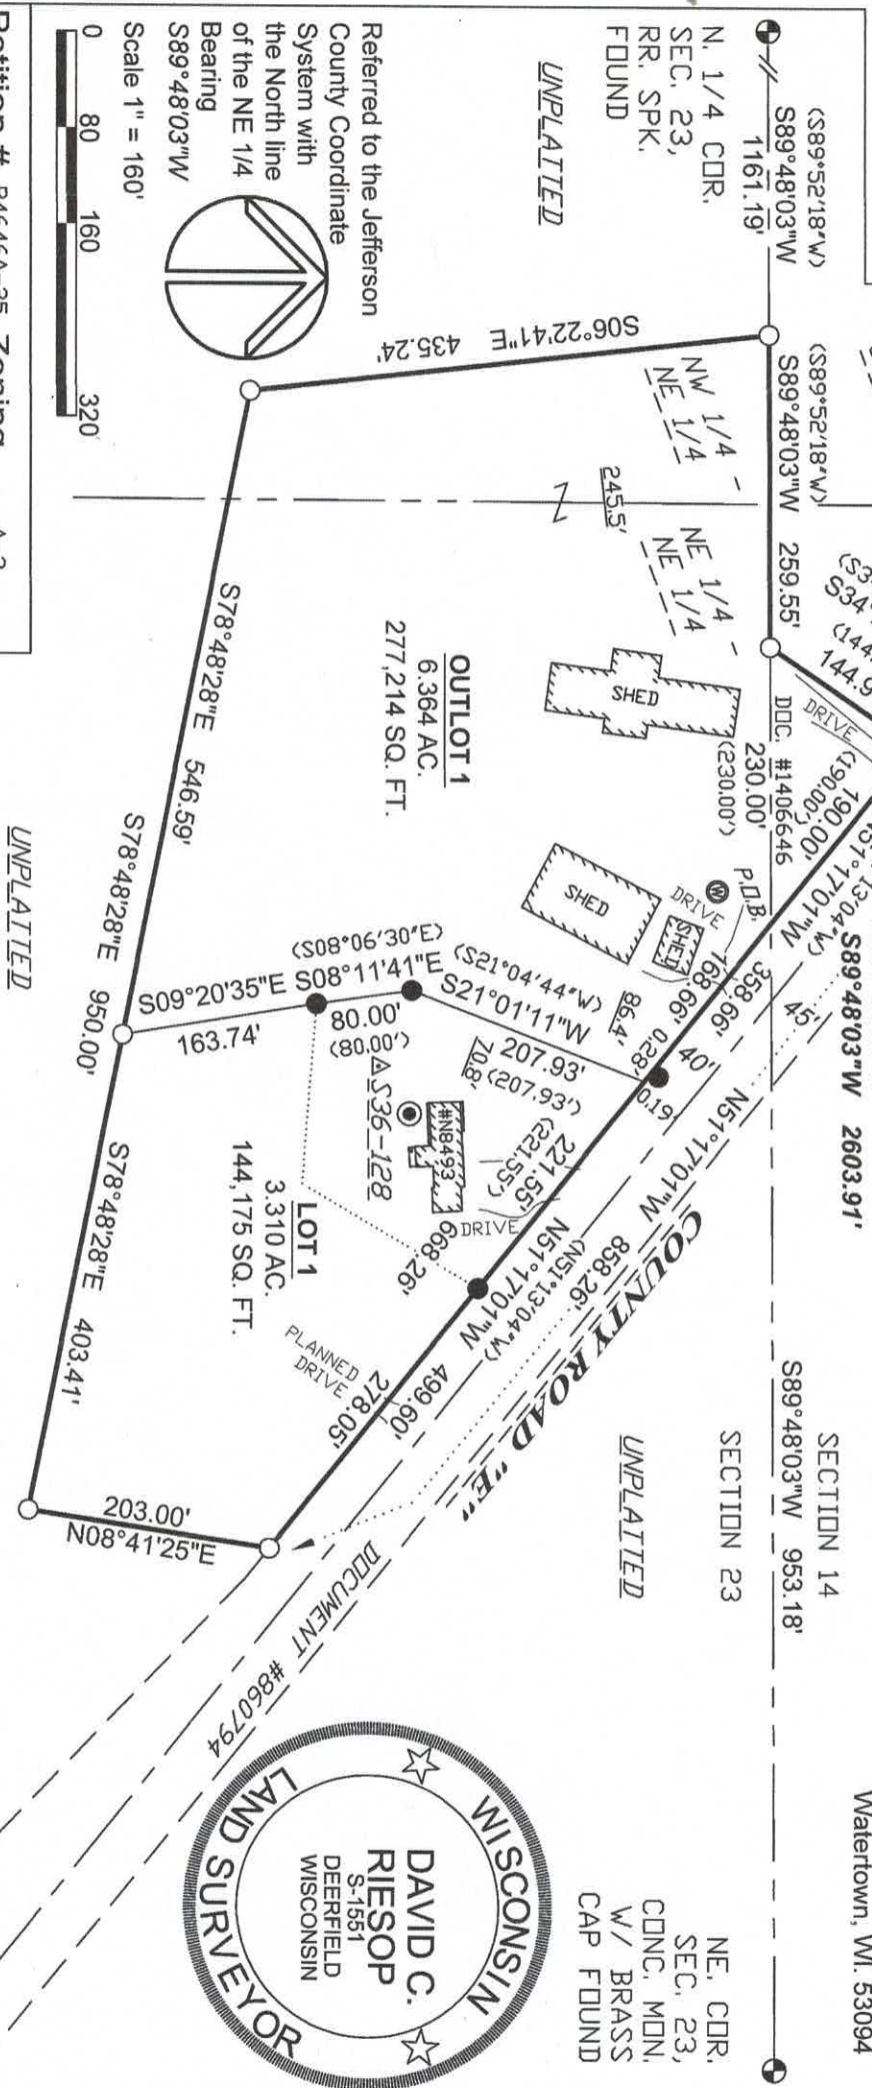 Watertown, WI. 53094
(S89°52'18"W)
S89°48'03"W
1161.19'
N. 1/4 COR.
SEC. 23,
RR. SPK.
FOUND
UNPLATTED
(S89°52'18"W)
S89°48'03"W 259.55'
DOC. #1406646
230.00'
(230.00')
DRIVE
190.00'
(190.00')
N51°17'01"W
S89°48'03"W 2603.91'
SECTION 14
S89°48'03"W 953.18'
SECTION 23
UNPLATTED
NE. COR.
SEC. 23,
CONC. MON.
W/ BRASS
CAP FOUND
NW 1/4 -
NE 1/4
NE 1/4 -
NE 1/4
245.5'
Z
SHED
SHED
SHED
DRIVE
W
P.O.B.
168.66'
358.66'
45'
40'
0.28'
0.19'
86.4'
70.8'
N51°17'01"W
858.26'
COUNTY ROAD "E"
S06°22'41"E 435.24'
Referred to the Jefferson
County Coordinate
System with
the North line
of the NE 1/4
Bearing
S89°48'03"W
Scale 1" = 160'
0 80 160 320
OUTLOT 1
6.364 AC.
277,214 SQ. FT.
(S21°04'44"W)
S21°01'11"W
207.93'
(207.93')
(S08°06'30"E)
S08°11'41"E
80.00'
(80.00')
S09°20'35"E
163.74'
△S36-128
#N8493
221.55'
(221.55')
DRIVE
668.26'
N51°17'01"W
(N51°13'04"W)
LOT 1
3.310 AC.
144,175 SQ. FT.
PLANNED
DRIVE
499.60'
278.05'
S78°48'28"E 546.59'
S78°48'28"E 950.00'
S78°48'28"E 403.41'
203.00'
N08°41'25"E
DOCUMENT #860794
UNPLATTED
WISCONSIN
DAVID C.
RIESOP
S-1551
DEERFIELD
WISCONSIN
LAND SURVEYOR